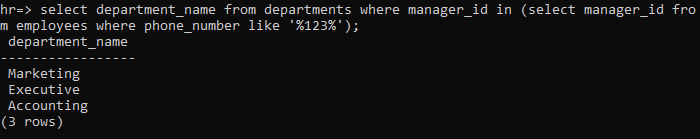 hr=> select department_name from departments where manager_id in (select manager_id fro
m employees where phone_number like '%123%');
 department_name
-----------------
 Marketing
 Executive
 Accounting
(3 rows)